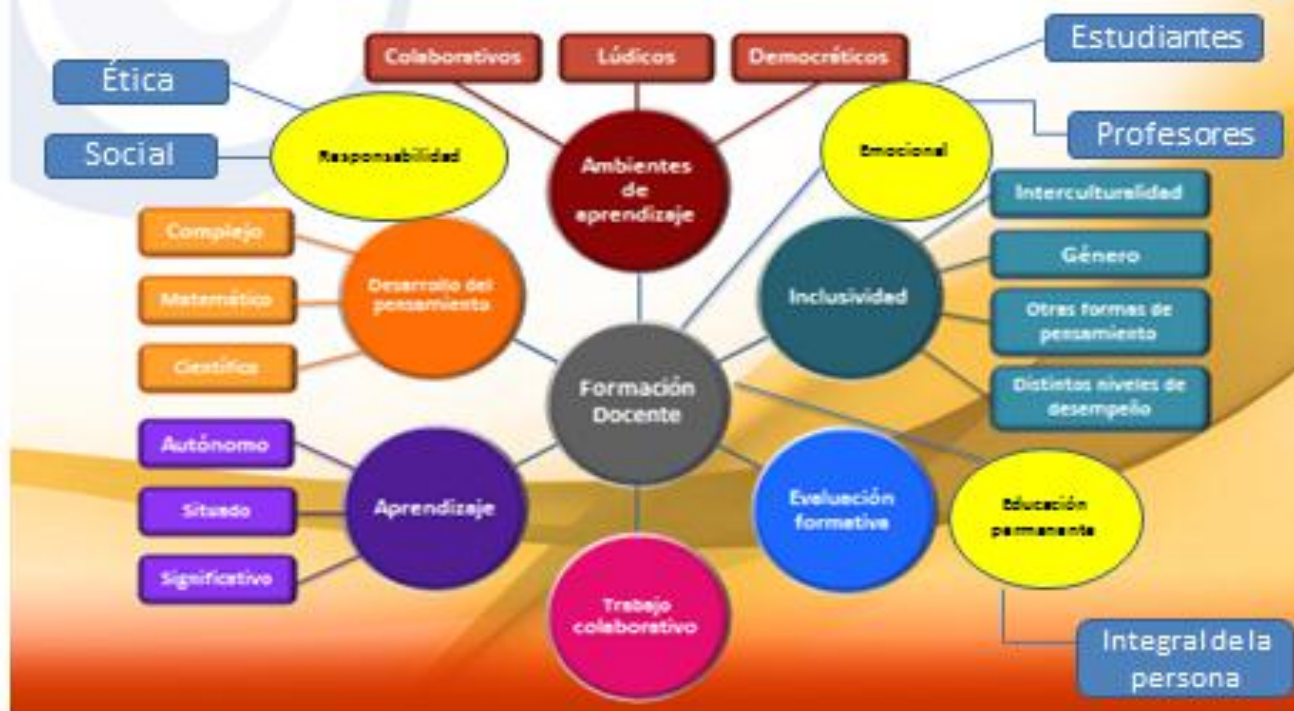 Colaborativos
Lúdicos
Democráticos
Estudiantes
Ética
Profesores
Social
Responsabilidad
Emocional
Ambientes
de
aprendizaje
Interculturalidad
Complejo
Género
Matemático
Desarrollo del
pensamiento
Inclusividad
Otras formas de
pensamiento
Científico
Distintos niveles de
desempeño
Formación
Docente
Autónomo
Situado
Aprendizaje
Evaluación
formativa
Educación
permanente
Significativo
Trabajo
colaborativo
Integral de la
persona